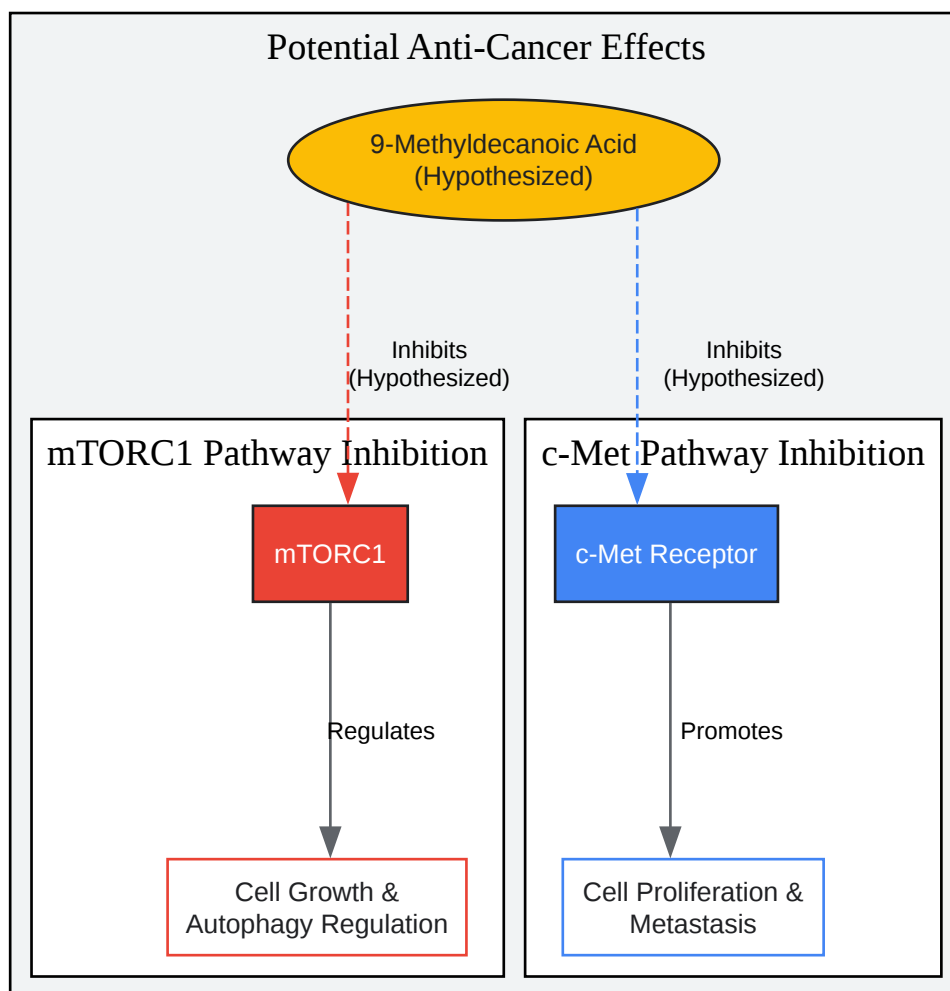 Potential Anti-Cancer Effects
9-Methyldecanoic Acid
(Hypothesized)
Inhibits
(Hypothesized)
Inhibits
(Hypothesized)
mTORC1 Pathway Inhibition
c-Met Pathway Inhibition
mTORC1
c-Met Receptor
Regulates
Promotes
Cell Growth &
Autophagy Regulation
Cell Proliferation &
Metastasis